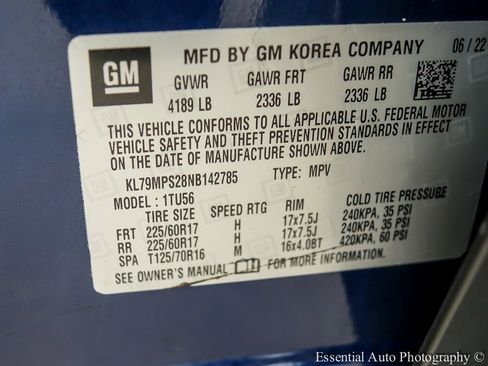 GM
MFD BY GM KOREA COMPANY 06/22
GVWR GAWR FRT GAWR RR
4189 LB 2336 LB 2336 LB
THIS VEHICLE CONFORMS TO ALL APPLICABLE U.S. FEDERAL MOTOR
VEHICLE SAFETY AND THEFT PREVENTION STANDARDS IN EFFECT
ON THE DATE OF MANUFACTURE SHOWN ABOVE.
KL79MPS28NB142785 TYPE: MPV
MODEL : 1TU56
TIRE SIZE SPEED RTG RIM COLD TIRE PRESSURE
FRT 225/60R17 H 17x7.5J 240KPA, 35 PSI
RR 225/60R17 H 17x7.5J 240KPA, 35 PSI
SPA T125/70R16 M 16x4.0BT 420KPA, 60 PSI
SEE OWNER'S MANUAL FOR MORE INFORMATION.
Essential Auto Photography (c)